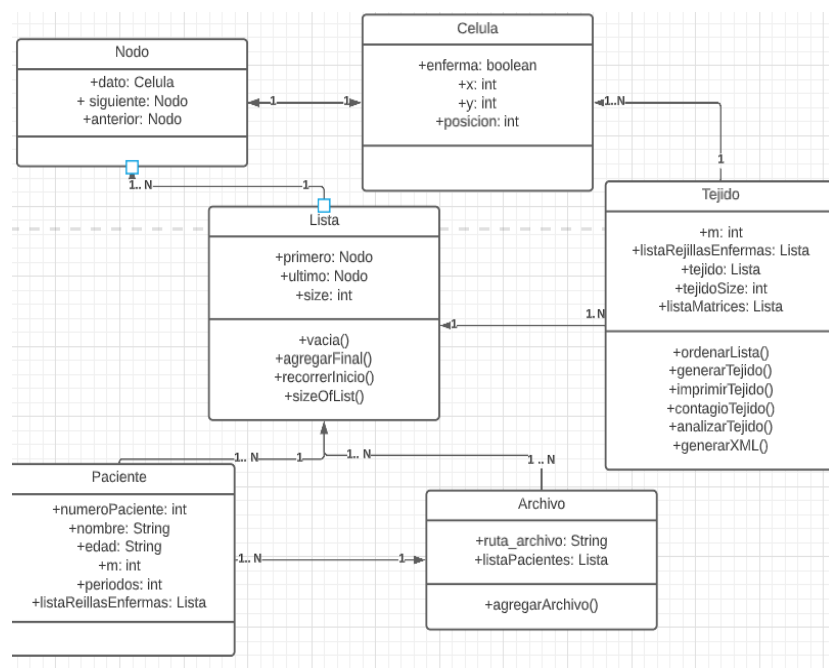 Nodo
+dato: Celula
+ siguiente: Nodo
+anterior: Nodo
Celula
+enferma: boolean
+x: int
+y: int
+posicion: int
1
1
1..N
1
1.. N
1
Lista
+primero: Nodo
+ultimo: Nodo
+size: int
+vacia()
+agregarFinal()
+recorrerInicio()
+sizeOfList()
Tejido
+m: int
+listaRejillasEnfermas: Lista
+tejido: Lista
+tejidoSize: int
+listaMatrices: Lista
+ordenarLista()
+generarTejido()
+imprimirTejido()
+contagioTejido()
+analizarTejido()
+generarXML()
1
1. N
1.. N
1
1.. N
1 .. N
Paciente
+numeroPaciente: int
+nombre: String
+edad: String
+m: int
+periodos: int
+listaReillasEnfermas: Lista
1.. N
1
Archivo
+ruta_archivo: String
+listaPacientes: Lista
+agregarArchivo()